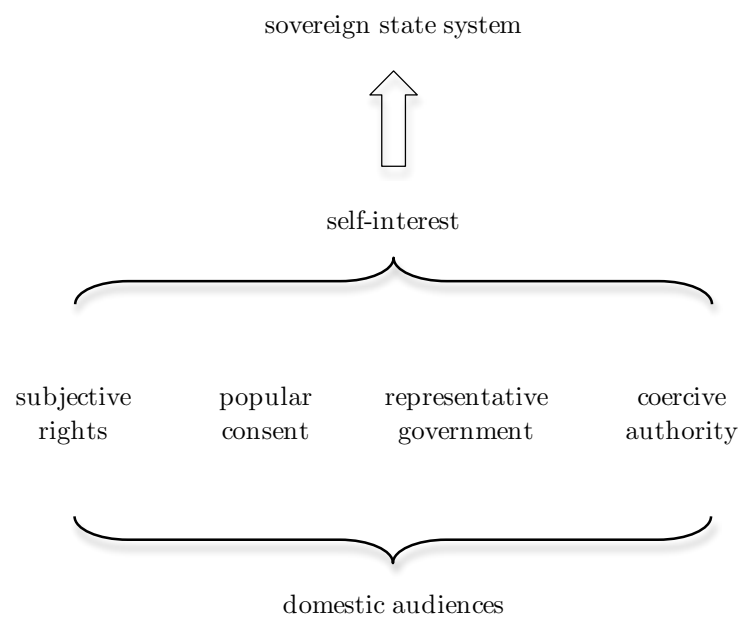 sovereign state system
self-interest
subjective rights
popular consent
representative government
coercive authority
domestic audiences